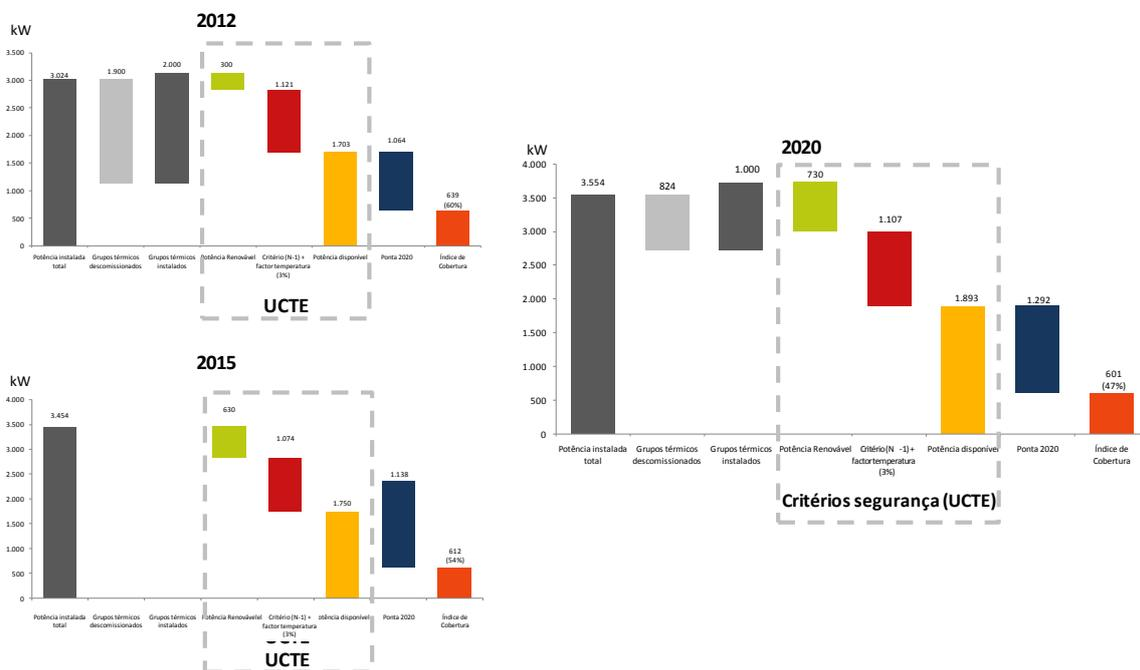 2012
kW
3.500
3.000
2.500
2.000
1.500
1.000
500
0
3.024
1.900
2.000
300
1.121
1.703
1.064
639
(60%)
Potência instalada
total
Grupos térmicos
descomissionados
Grupos térmicos
instalados
Potência Renovável
Critério (N-1) +
factor temperatura
(3%)
Potência disponível
Ponta 2020
Índice de
Cobertura
UCTE
2015
kW
4.000
3.500
3.000
2.500
2.000
1.500
1.000
500
0
3.454
630
1.074
1.750
1.138
612
(54%)
Potência instalada
total
Grupos térmicos
descomissionados
Grupos térmicos
instalados
Potência Renovávelel
Critério (N-1) +
factor temperatura
(3%)
otência disponível
Ponta 2020
Índice de
Cobertura
UCTE
2020
kW
4.000
3.500
3.000
2.500
2.000
1.500
1.000
500
0
3.554
824
1.000
730
1.107
1.893
1.292
601
(47%)
Potência instalada
total
Grupos térmicos
descomissionados
Grupos térmicos
instalados
Potência Renovável
Critério (N -1) +
factor temperatura
(3%)
Potência disponível
Ponta 2020
Índice de
Cobertura
Critérios segurança (UCTE)